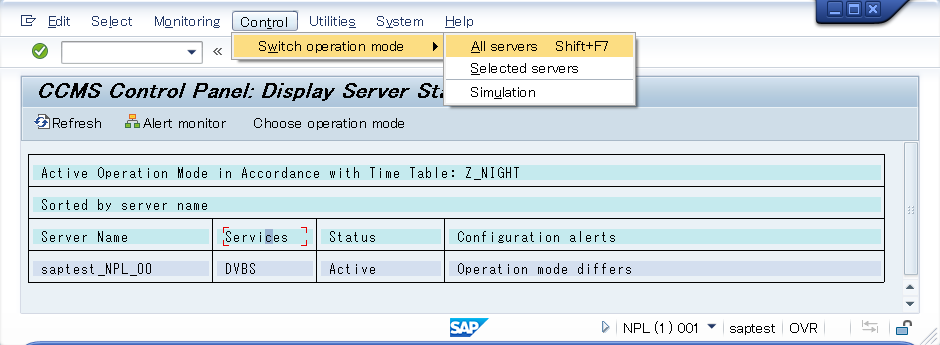 Edit Select Monitoring Control Utilities System Help
Switch operation mode
All servers Shift+F7
Selected servers
Simulation
CCMS Control Panel: Display Server Sta
Refresh Alert monitor Choose operation mode
Active Operation Mode in Accordance with Time Table: Z_NIGHT
Sorted by server name
Server Name Services Status Configuration alerts
saptest_NPL_00 DVBS Active Operation mode differs
SAP NPL (1) 001 saptest OVR